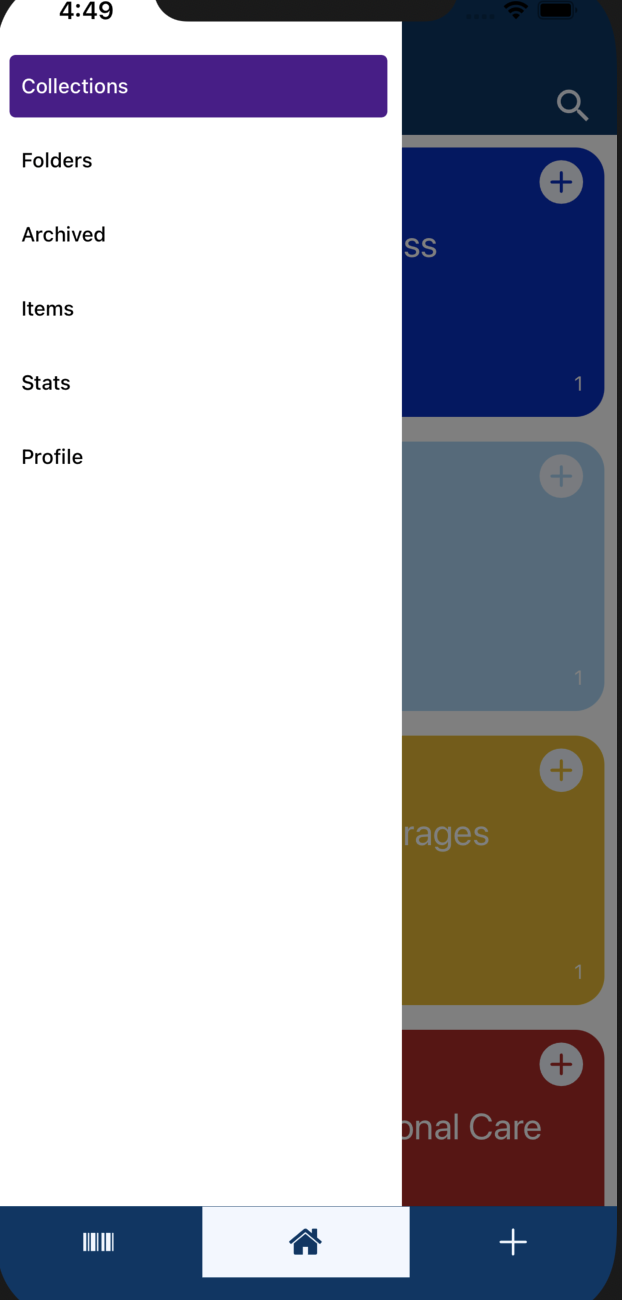 4:49
Collections
Folders
Archived
ss
Items
Stats
1
Profile
1
rages
1
onal Care